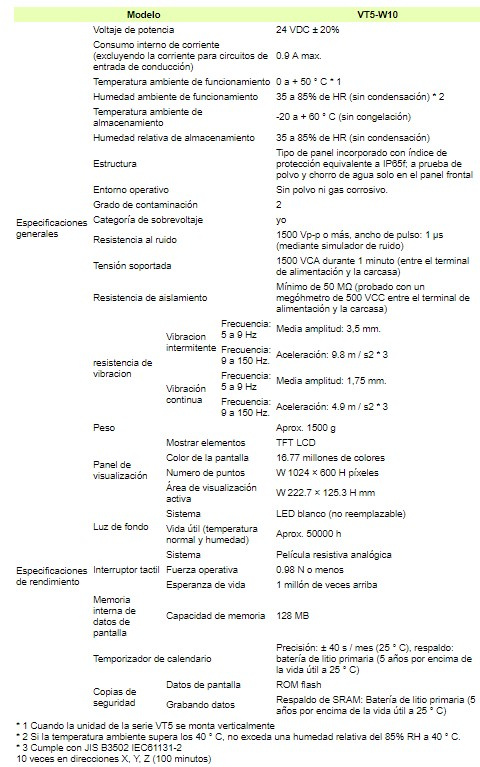 Modelo VT5-W10
Voltaje de potencia 24 VDC ± 20%
Consumo interno de corriente
(excluyendo la corriente para circuitos de
entrada de conducción) 0.9 A max.
Temperatura ambiente de funcionamiento 0 a + 50 ° C * 1
Humedad ambiente de funcionamiento 35 a 85% de HR (sin condensación) * 2
Temperatura ambiente de
almacenamiento -20 a + 60 ° C (sin congelación)
Humedad relativa de almacenamiento 35 a 85% de HR (sin condensación)
Estructura
Tipo de panel incorporado con índice de
protección equivalente a IP65f; a prueba de
polvo y chorro de agua solo en el panel frontal
Entorno operativo Sin polvo ni gas corrosivo.
Grado de contaminación 2
Especificaciones
generales
Categoría de sobrevoltaje yo
Resistencia al ruido
1500 Vp-p o más, ancho de pulso: 1 μs
(mediante simulador de ruido)
Tensión soportada
1500 VCA durante 1 minuto (entre el terminal
de alimentación y la carcasa)
Resistencia de aislamiento
Mínimo de 50 MΩ (probado con un
megóhmetro de 500 VCC entre el terminal de
alimentación y la carcasa)
resistencia de
vibracion
Vibracion
intermitente
Frecuencia:
5 a 9 Hz
Media amplitud: 3,5 mm.
Frecuencia:
9 a 150 Hz.
Aceleración: 9.8 m / s2 * 3
Vibración
continua
Frecuencia:
5 a 9 Hz
Media amplitud: 1,75 mm.
Frecuencia:
9 a 150 Hz.
Aceleración: 4.9 m / s2 * 3
Peso Aprox. 1500 g
Especificaciones
de rendimiento
Panel de
visualización
Mostrar elementos TFT LCD
Color de la pantalla 16.77 millones de colores
Numero de puntos W 1024 × 600 H píxeles
Área de visualización
activa
W 222.7 × 125.3 H mm
Luz de fondo
Sistema LED blanco (no reemplazable)
Vida útil (temperatura
normal y humedad)
Aprox. 50000 h
Interruptor tactil
Sistema Película resistiva analógica
Fuerza operativa 0.98 N o menos
Esperanza de vida 1 millón de veces arriba
Memoria
interna de
datos de
pantalla
Capacidad de memoria 128 MB
Temporizador de calendario
Precisión: ± 40 s / mes (25 ° C), respaldo:
batería de litio primaria (5 años por encima de
la vida útil a 25 ° C)
Copias de
seguridad
Datos de pantalla ROM flash
Grabando datos
Respaldo de SRAM: Batería de litio primaria (5
años por encima de la vida útil a 25 ° C)
* 1 Cuando la unidad de la serie VT5 se monta verticalmente
* 2 Si la temperatura ambiente supera los 40 ° C, no exceda una humedad relativa del 85% RH a 40 ° C.
* 3 Cumple con JIS B3502 IEC61131-2
10 veces en direcciones X, Y, Z (100 minutos)